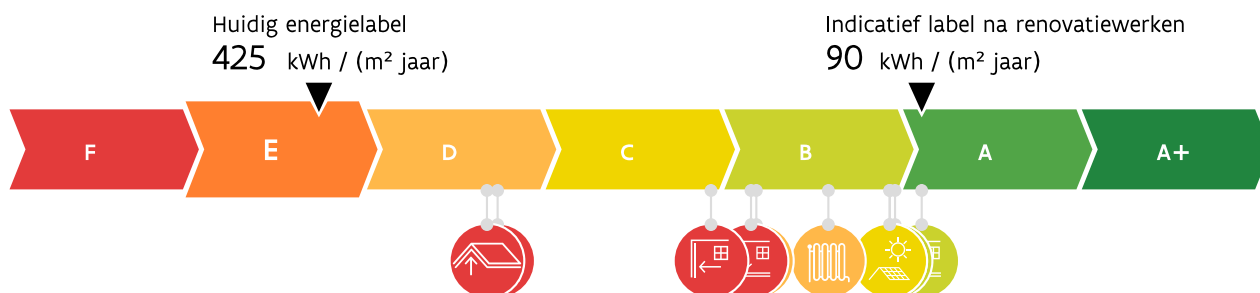 Huidig energielabel
425 kWh / (m² jaar)
Indicatief label na renovatiewerken
90 kWh / (m² jaar)
F E D C B A A+